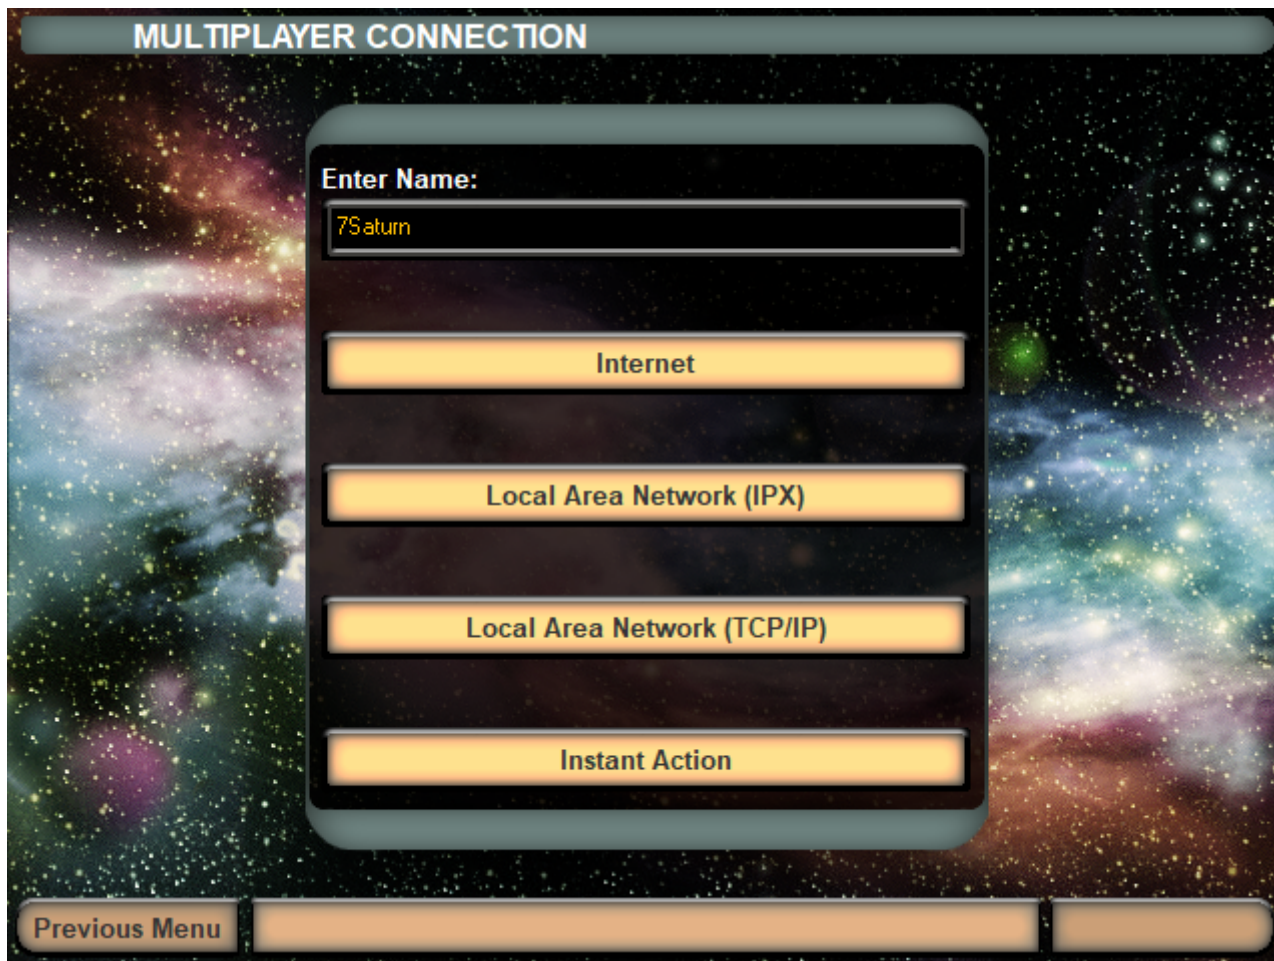 MULTIPLAYER CONNECTION
Enter Name:
7Saturn
Internet
Local Area Network (IPX)
Local Area Network (TCP/IP)
Instant Action
Previous Menu